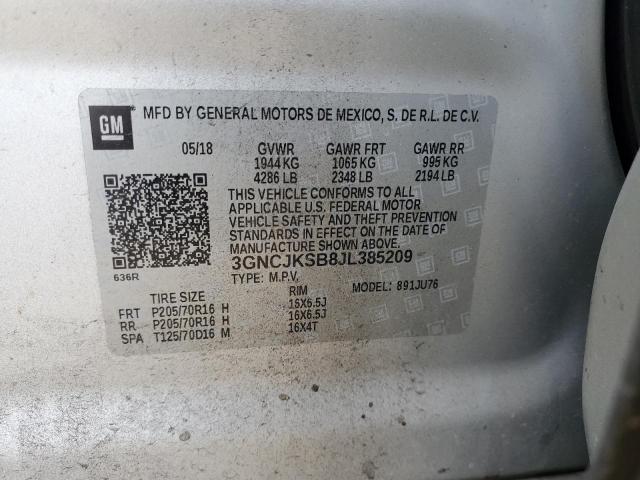 GM
MFD BY GENERAL MOTORS DE MEXICO, S. DE R.L. DE C.V.
05/18 GVWR GAWR FRT GAWR RR
1944 KG 1065 KG 995 KG
4286 LB 2348 LB 2194 LB
THIS VEHICLE CONFORMS TO ALL
APPLICABLE U.S. FEDERAL MOTOR
VEHICLE SAFETY AND THEFT PREVENTION
STANDARDS IN EFFECT ON THE DATE OF
MANUFACTURE SHOWN ABOVE.
3GNCJKSB8JL385209
636R
TYPE: M.P.V. MODEL: 891JU76
TIRE SIZE RIM
FRT P205/70R16 H 16X6.5J
RR P205/70R16 H 16X6.5J
SPA T125/70D16 M 16X4T